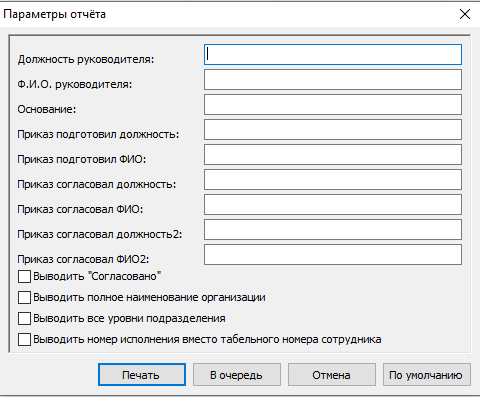 Параметры отчёта
Должность руководителя:
Ф.И.О. руководителя:
Основание:
Приказ подготовил должность:
Приказ подготовил ФИО:
Приказ согласовал должность:
Приказ согласовал ФИО:
Приказ согласовал должность2:
Приказ согласовал ФИО2:
Выводить "Согласовано"
Выводить полное наименование организации
Выводить все уровни подразделения
Выводить номер исполнения вместо табельного номера сотрудника
Печать В очередь Отмена По умолчанию